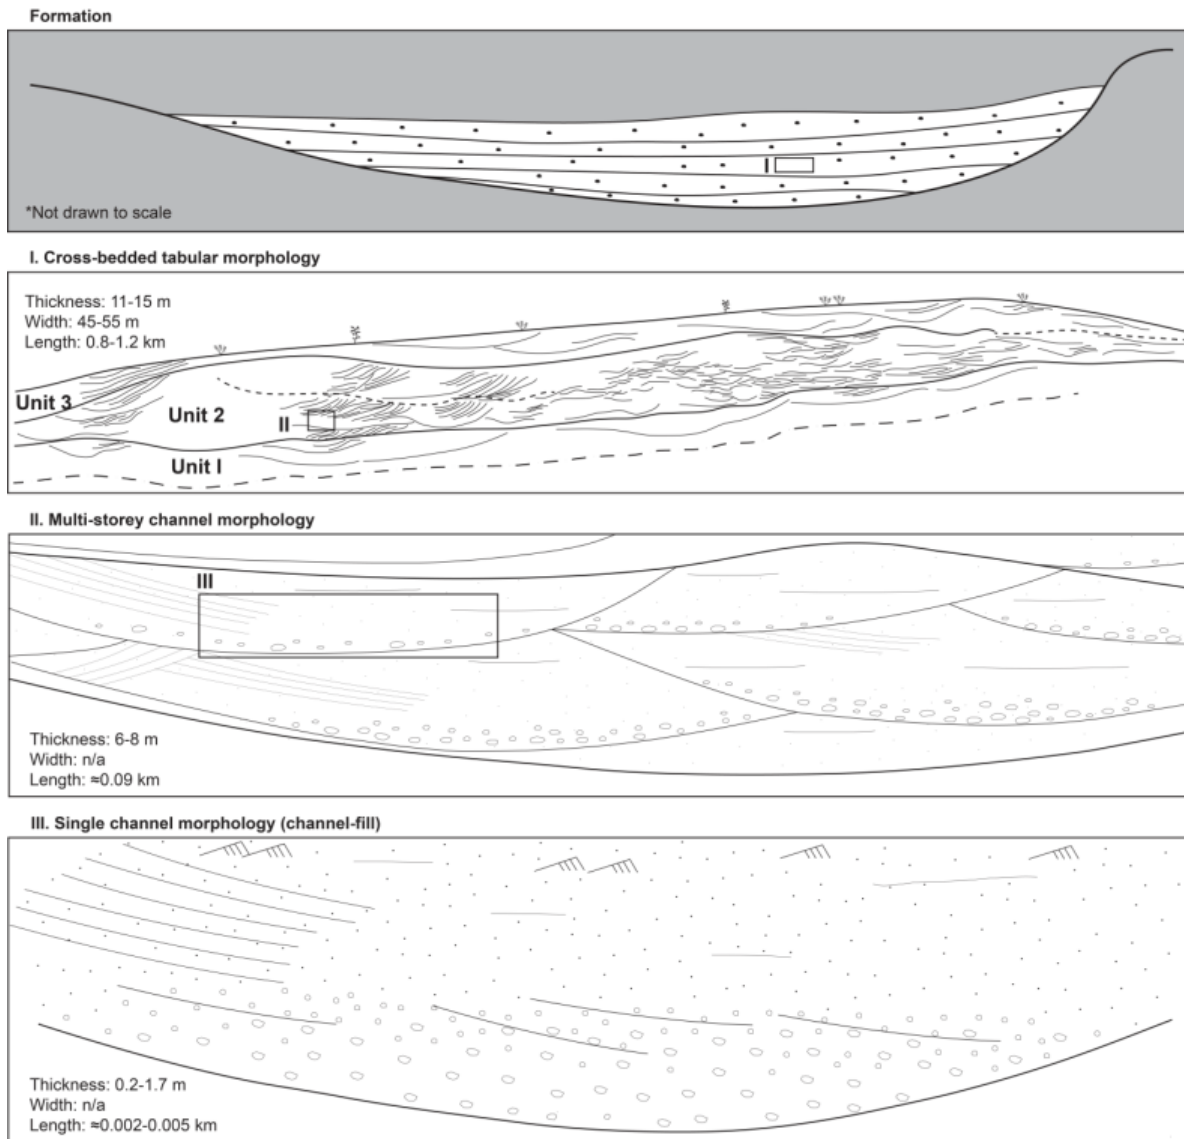 Formation
I
*Not drawn to scale
I. Cross-bedded tabular morphology
Thickness: 11-15 m
Width: 45-55 m
Length: 0.8-1.2 km
Unit 3
Unit 2
II
Unit I
II. Multi-storey channel morphology
III
Thickness: 6-8 m
Width: n/a
Length: ≈0.09 km
III. Single channel morphology (channel-fill)
Thickness: 0.2-1.7 m
Width: n/a
Length: ≈0.002-0.005 km